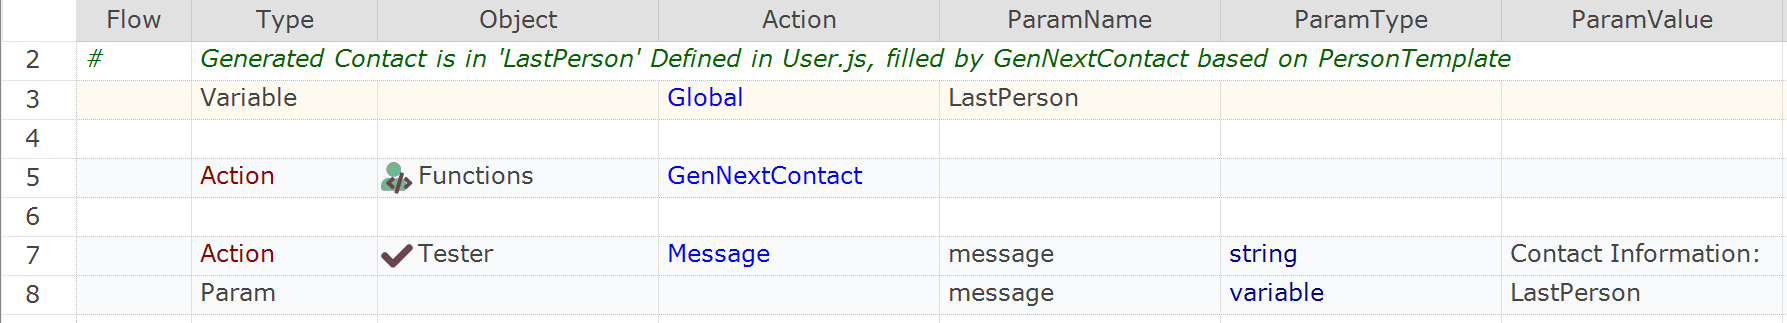 Flow Type Object Action ParamName ParamType ParamValue
2 # Generated Contact is in 'LastPerson' Defined in User.js, filled by GenNextContact based on PersonTemplate
3 Variable Global LastPerson
4
5 Action Functions GenNextContact
6
7 Action Tester Message message string Contact Information:
8 Param message variable LastPerson